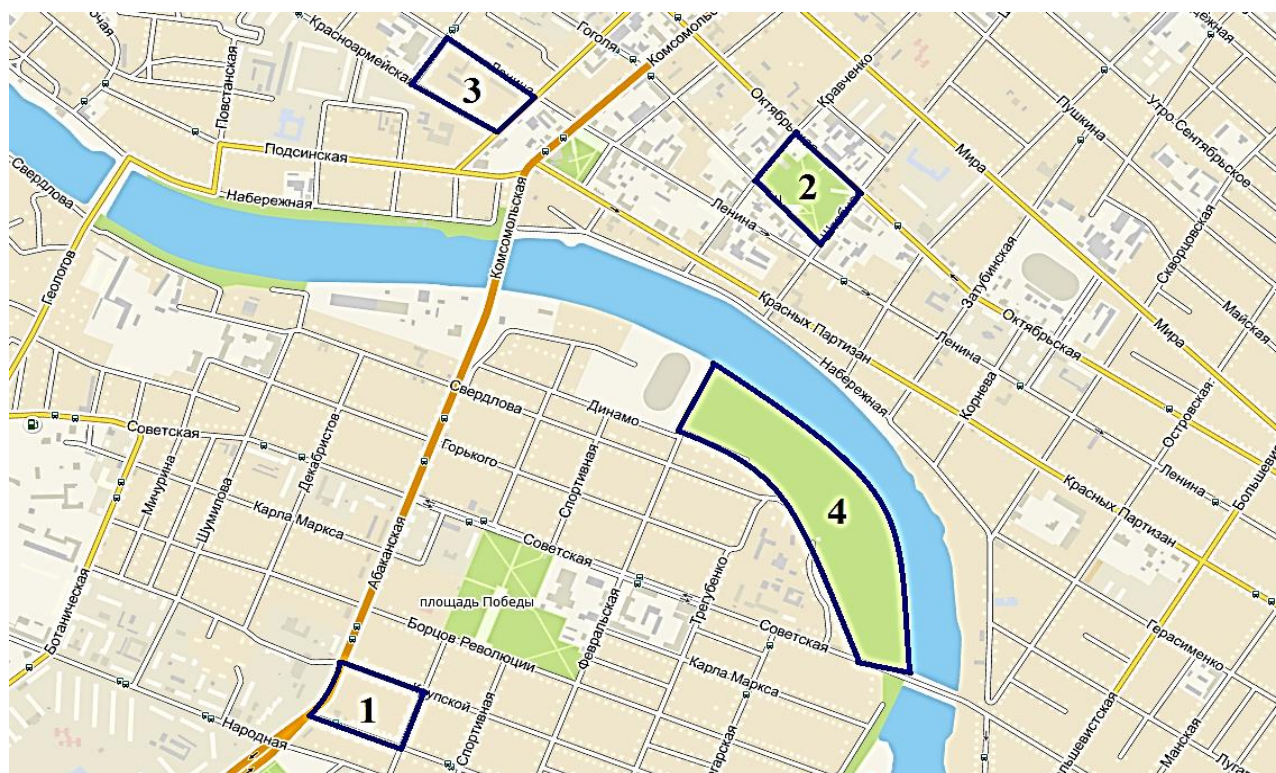 Красноармейская
Гоголя
Комсомольская
Ленина
3
Повстанская
Октябрьская
Кравченко
Пушкина
Утро-Сентябрьское
Мира
Подсинская
Свердлова
Набережная
2
Ленина
Штабная
Скворцовская
Комсомольская
Геологов
Затубинская
Майская
Красных Партизан
Октябрьская
Мира
Ленина
Набережная
Свердлова
Динамо
Корнева
Островская
Советская
Горького
Декабристов
Спортивная
Мичурина
Шумилова
Карла Маркса
Абаканская
4
Ленина
Большевистская
Красных Партизан
Советская
площадь Победы
Трегубенко
Ботаническая
Борцов Революции
Февральская
Советская
Герасименко
Карла Маркса
Крупской
1
Народная
Спортивная
Манская